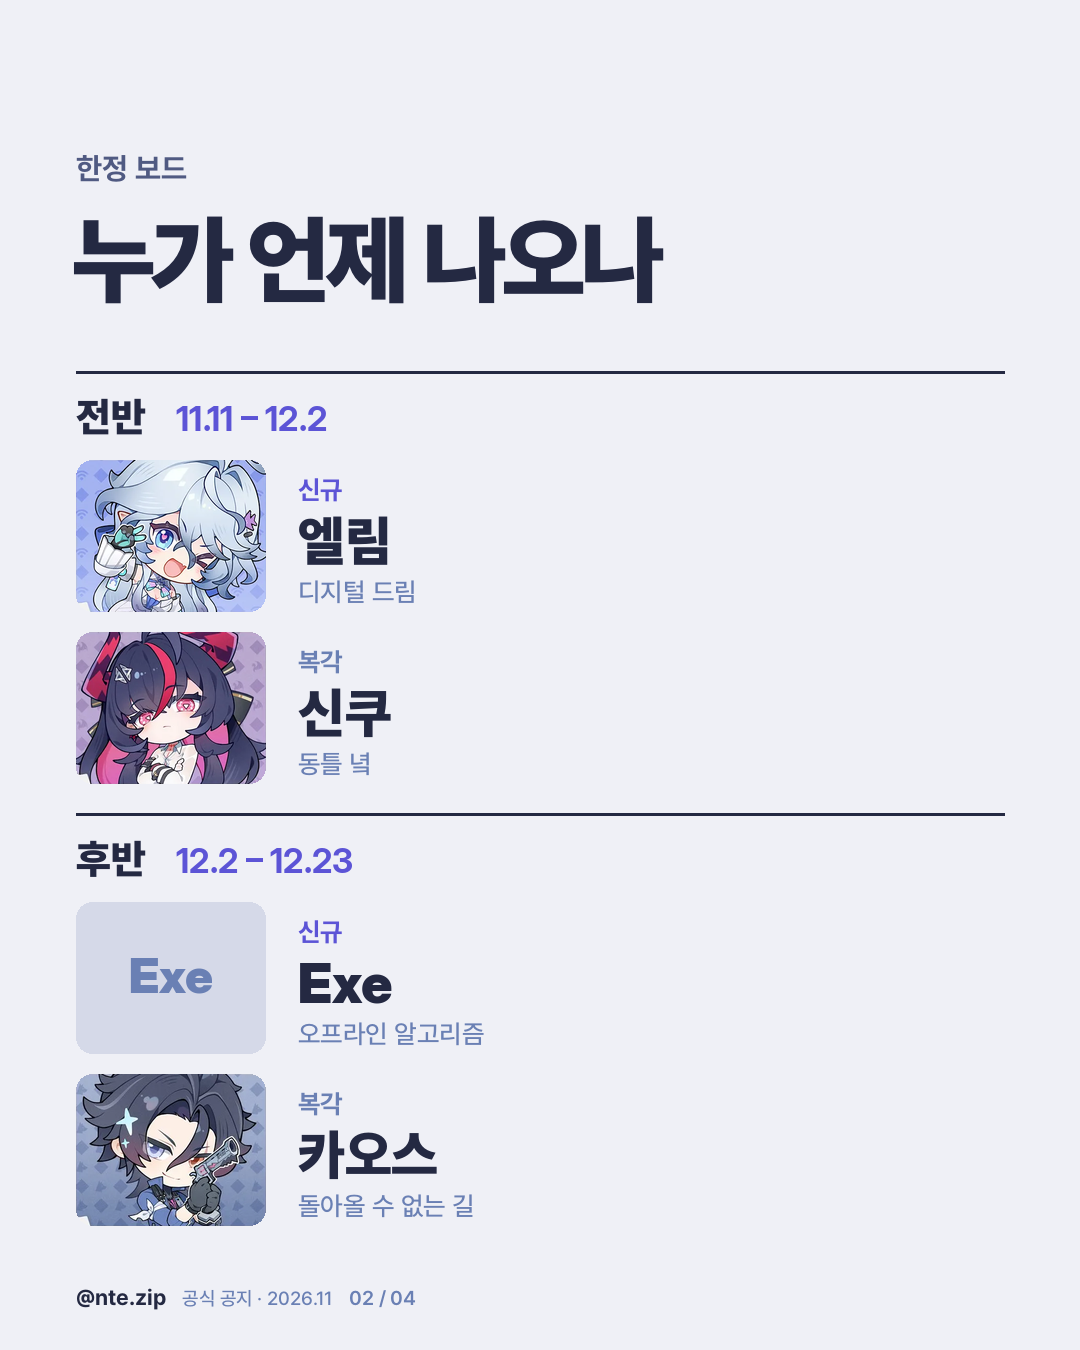 한정 보드
누가 언제 나오나
전반 11.11 – 12.2
신규
엘림
디지털 드림
복각
신쿠
동틀 녘
후반 12.2 – 12.23
Exe
신규
Exe
오프라인 알고리즘
복각
카오스
돌아올 수 없는 길
@nte.zip 공식 공지 · 2026.11 02 / 04